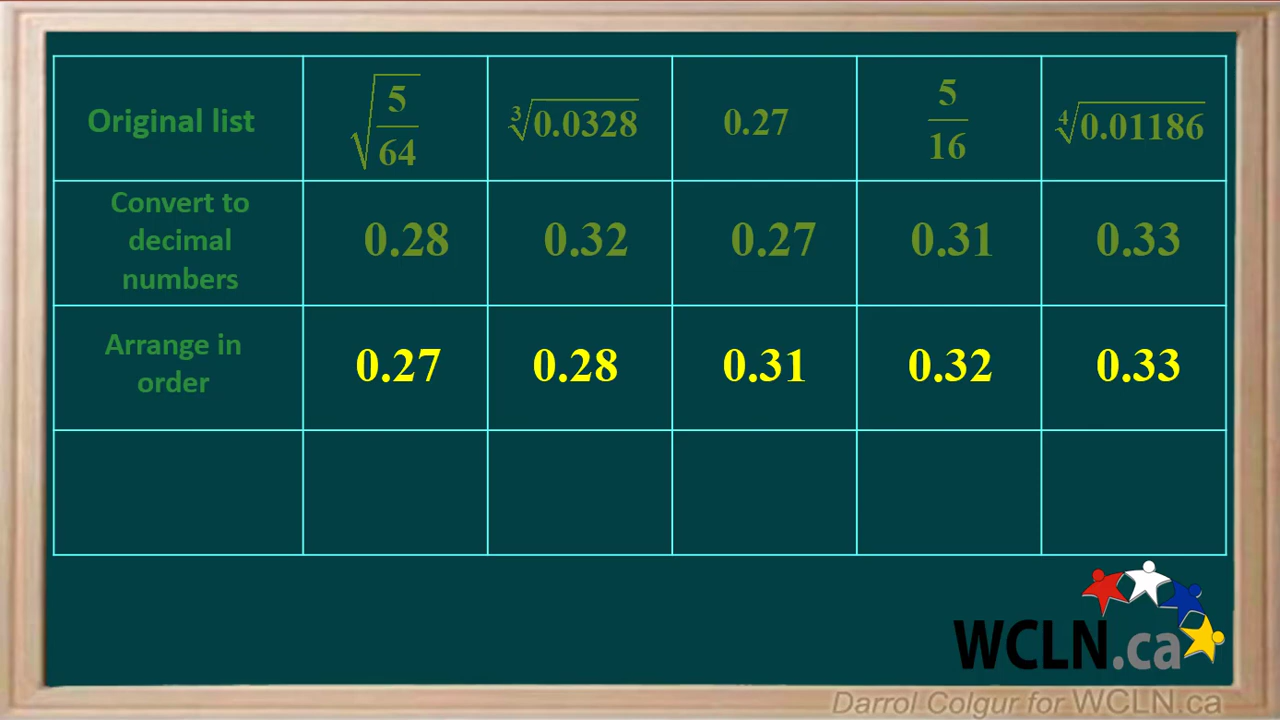 Original list √(5/64) ∛0.0328 0.27 5/16 ∜0.01186
Convert to
decimal
numbers
0.28 0.32 0.27 0.31 0.33
Arrange in
order
0.27 0.28 0.31 0.32 0.33
WCLN.ca
Darrol Colgur for WCLN.ca